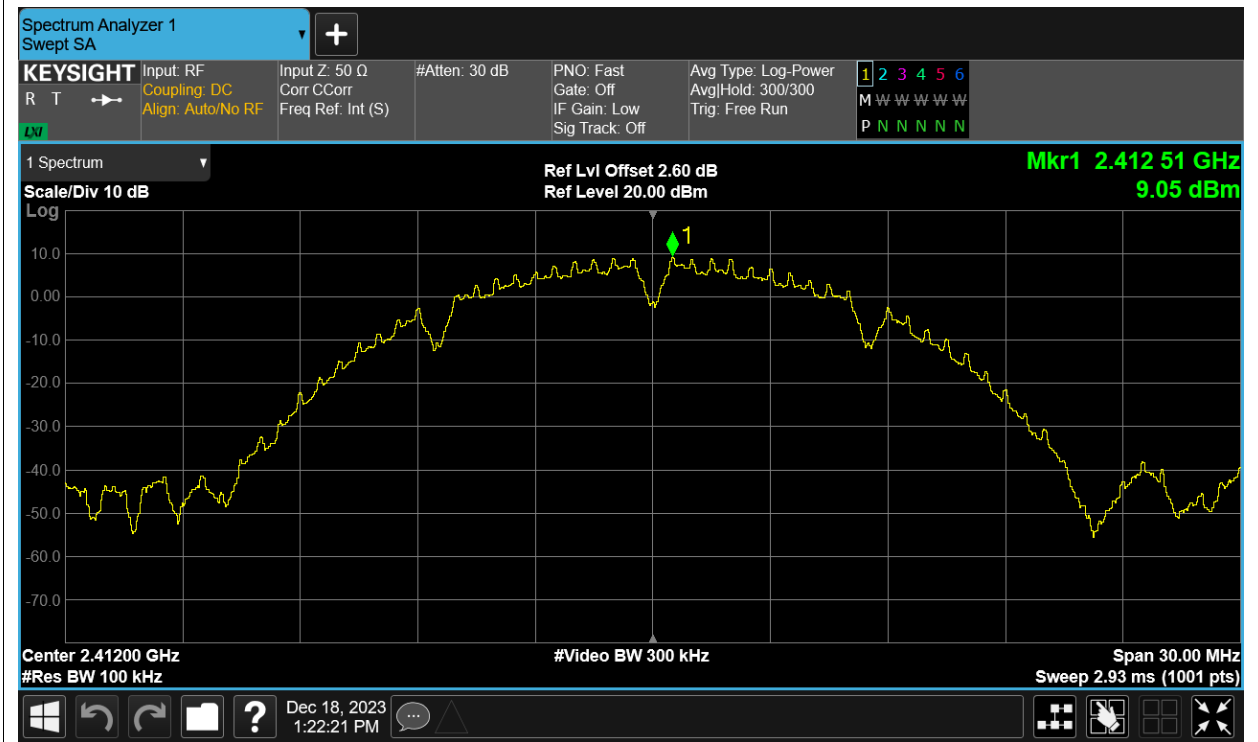 Spectrum Analyzer 1
Swept SA
+
KEYSIGHT
R T
LXI
Input: RF
Coupling: DC
Align: Auto/No RF
Input Z: 50 Ω
Corr CCorr
Freq Ref: Int (S)
#Atten: 30 dB
PNO: Fast
Gate: Off
IF Gain: Low
Sig Track: Off
Avg Type: Log-Power
Avg|Hold: 300/300
Trig: Free Run
1 2 3 4 5 6
M W W W W W
P N N N N N N
1 Spectrum
Scale/Div 10 dB
Log
Ref Lvl Offset 2.60 dB
Ref Level 20.00 dBm
Mkr1 2.412 51 GHz
9.05 dBm
1
10.0
0.00
-10.0
-20.0
-30.0
-40.0
-50.0
-60.0
-70.0
Center 2.41200 GHz
#Res BW 100 kHz
#Video BW 300 kHz
Span 30.00 MHz
Sweep 2.93 ms (1001 pts)
?
Dec 18, 2023
1:22:21 PM